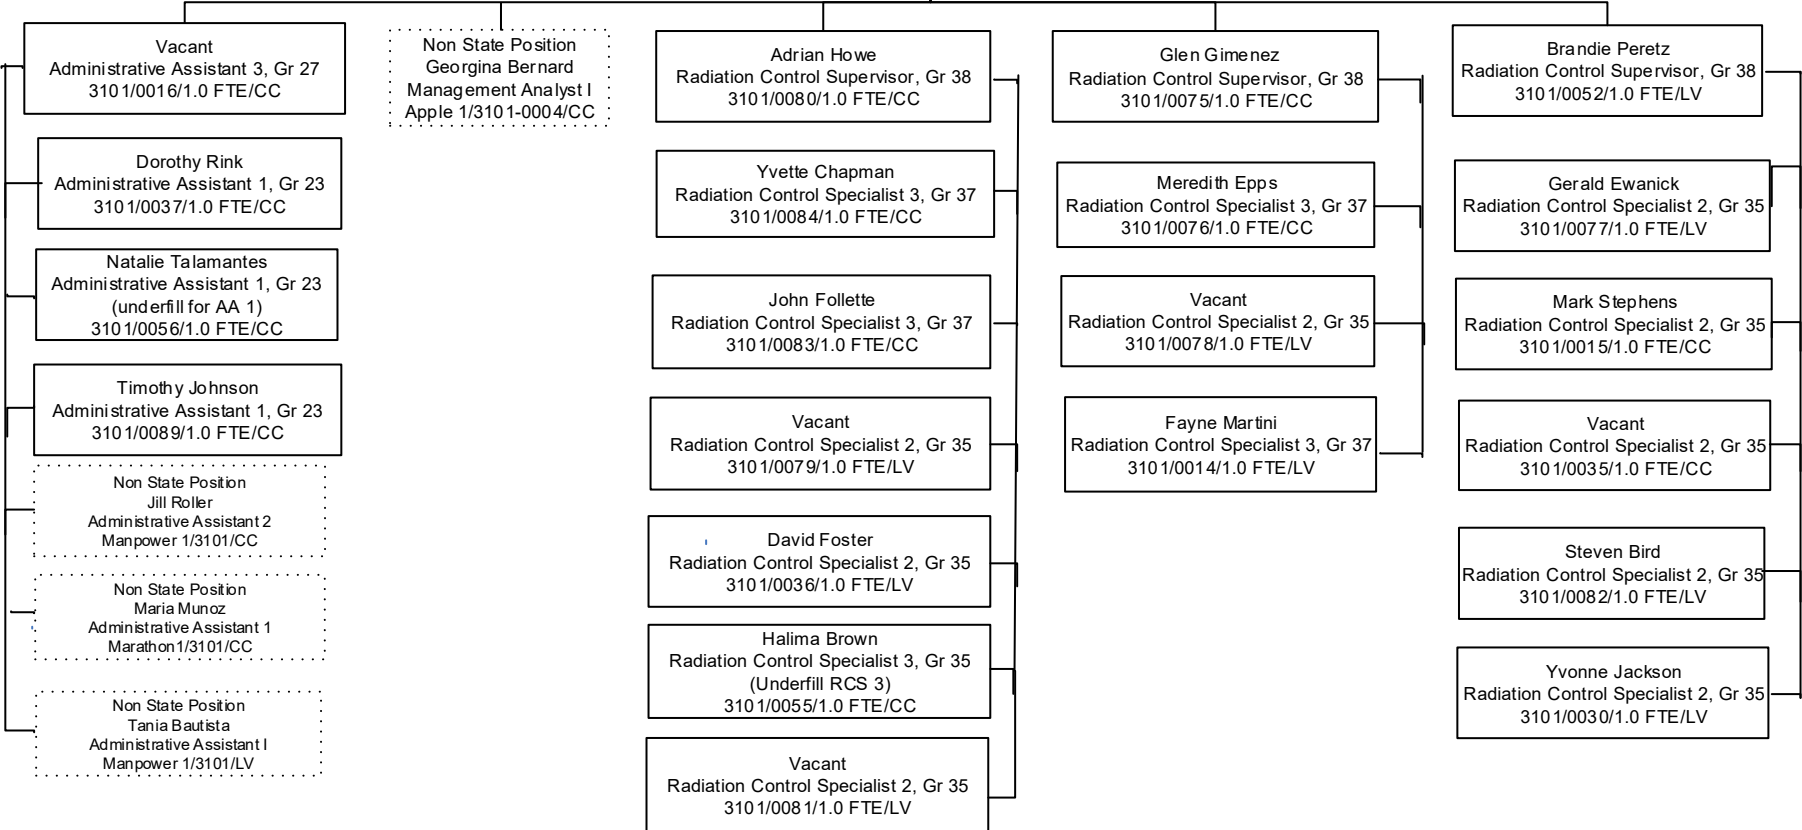 Vacant
Administrative Assistant 3, Gr 27
3101/0016/1.0 FTE/CC
Dorothy Rink
Administrative Assistant 1, Gr 23
3101/0037/1.0 FTE/CC
Natalie Talamantes
Administrative Assistant 1, Gr 23
(underfill for AA 1)
3101/0056/1.0 FTE/CC
Timothy Johnson
Administrative Assistant 1, Gr 23
3101/0089/1.0 FTE/CC
Non State Position
Jill Roller
Administrative Assistant 2
Manpower 1/3101/CC
Non State Position
Maria Munoz
Administrative Assistant 1
Marathon1/3101/CC
Non State Position
Tania Bautista
Administrative Assistant I
Manpower 1/3101/LV
Non State Position
Georgina Bernard
Management Analyst I
Apple 1/3101-0004/CC
Adrian Howe
Radiation Control Supervisor, Gr 38
3101/0080/1.0 FTE/CC
Yvette Chapman
Radiation Control Specialist 3, Gr 37
3101/0084/1.0 FTE/CC
John Follette
Radiation Control Specialist 3, Gr 37
3101/0083/1.0 FTE/CC
Vacant
Radiation Control Specialist 2, Gr 35
3101/0079/1.0 FTE/LV
David Foster
Radiation Control Specialist 2, Gr 35
3101/0036/1.0 FTE/LV
Halima Brown
Radiation Control Specialist 3, Gr 35
(Underfill RCS 3)
3101/0055/1.0 FTE/CC
Vacant
Radiation Control Specialist 2, Gr 35
3101/0081/1.0 FTE/LV
Glen Gimenez
Radiation Control Supervisor, Gr 38
3101/0075/1.0 FTE/CC
Meredith Epps
Radiation Control Specialist 3, Gr 37
3101/0076/1.0 FTE/CC
Vacant
Radiation Control Specialist 2, Gr 35
3101/0078/1.0 FTE/LV
Fayne Martini
Radiation Control Specialist 3, Gr 37
3101/0014/1.0 FTE/LV
Brandie Peretz
Radiation Control Supervisor, Gr 38
3101/0052/1.0 FTE/LV
Gerald Ewanick
Radiation Control Specialist 2, Gr 35
3101/0077/1.0 FTE/LV
Mark Stephens
Radiation Control Specialist 2, Gr 35
3101/0015/1.0 FTE/CC
Vacant
Radiation Control Specialist 2, Gr 35
3101/0035/1.0 FTE/CC
Steven Bird
Radiation Control Specialist 2, Gr 35
3101/0082/1.0 FTE/LV
Yvonne Jackson
Radiation Control Specialist 2, Gr 35
3101/0030/1.0 FTE/LV